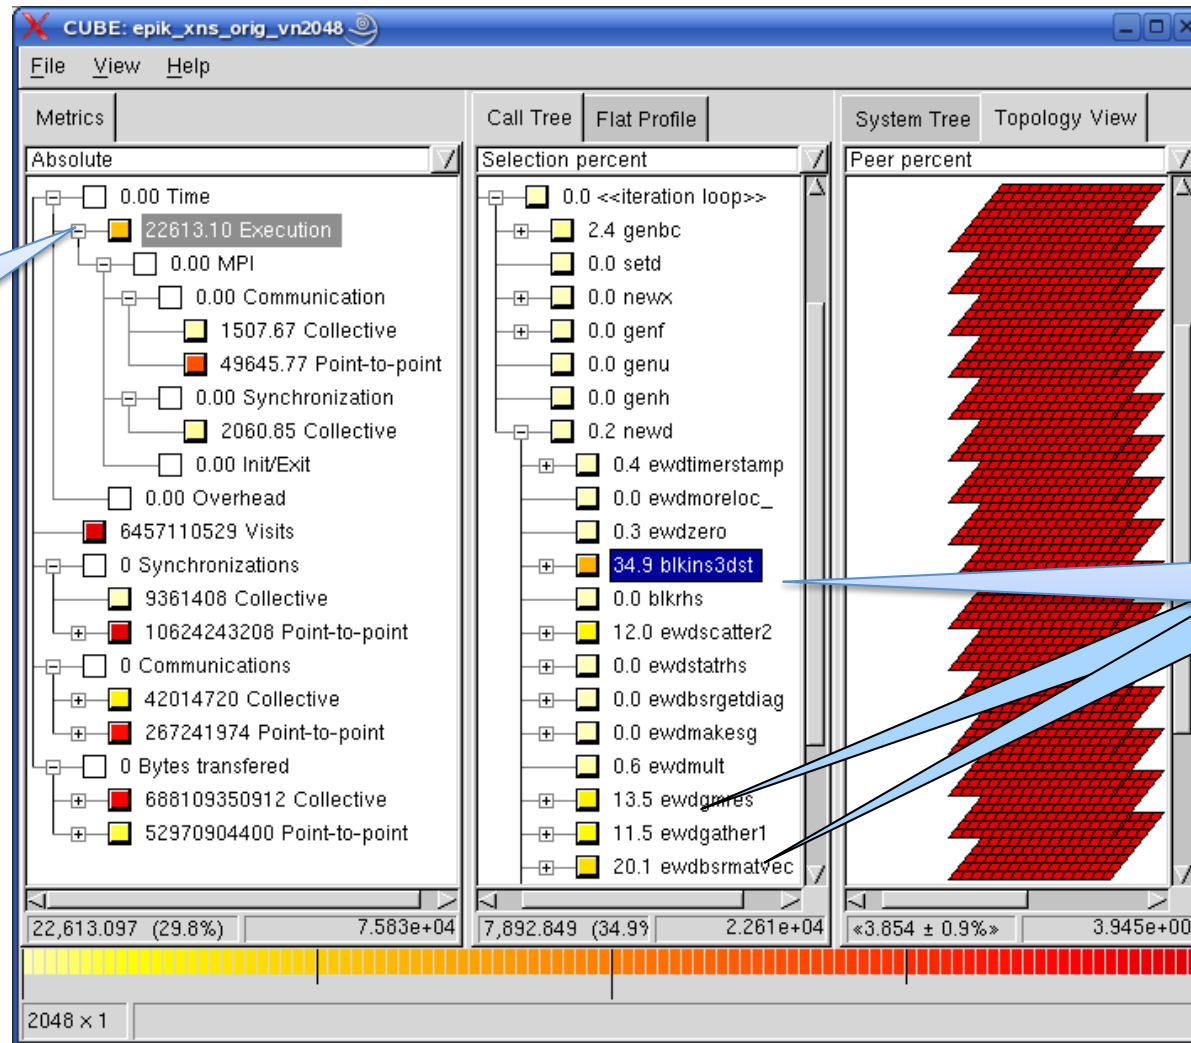 CUBE: epik_xns_orig_vn2048
File View Help
Metrics
Absolute
0.00 Time
22613.10 Execution
0.00 MPI
0.00 Communication
1507.67 Collective
49645.77 Point-to-point
0.00 Synchronization
2060.85 Collective
0.00 Init/Exit
0.00 Overhead
6457110529 Visits
0 Synchronizations
9361408 Collective
10624243208 Point-to-point
0 Communications
42014720 Collective
267241974 Point-to-point
0 Bytes transfered
688109350912 Collective
52970904400 Point-to-point
22,613.097 (29.8%) 7.583e+04
Call Tree Flat Profile
Selection percent
0.0 <<iteration loop>>
2.4 genbc
0.0 setd
0.0 newx
0.0 genf
0.0 genu
0.0 genh
0.2 newd
0.4 ewdtimerstamp
0.0 ewdmoreloc_
0.3 ewdzero
34.9 blkins3dst
0.0 blkrhs
12.0 ewdscatter2
0.0 ewdstatrhs
0.0 ewdbsrgetdiag
0.0 ewdmakesg
0.6 ewdmult
13.5 ewdgmres
11.5 ewdgather1
20.1 ewdbsrmatvec
7,892.849 (34.9% 2.261e+04
System Tree Topology View
Peer percent
«3.854 ± 0.9%» 3.945e+00
2048 × 1